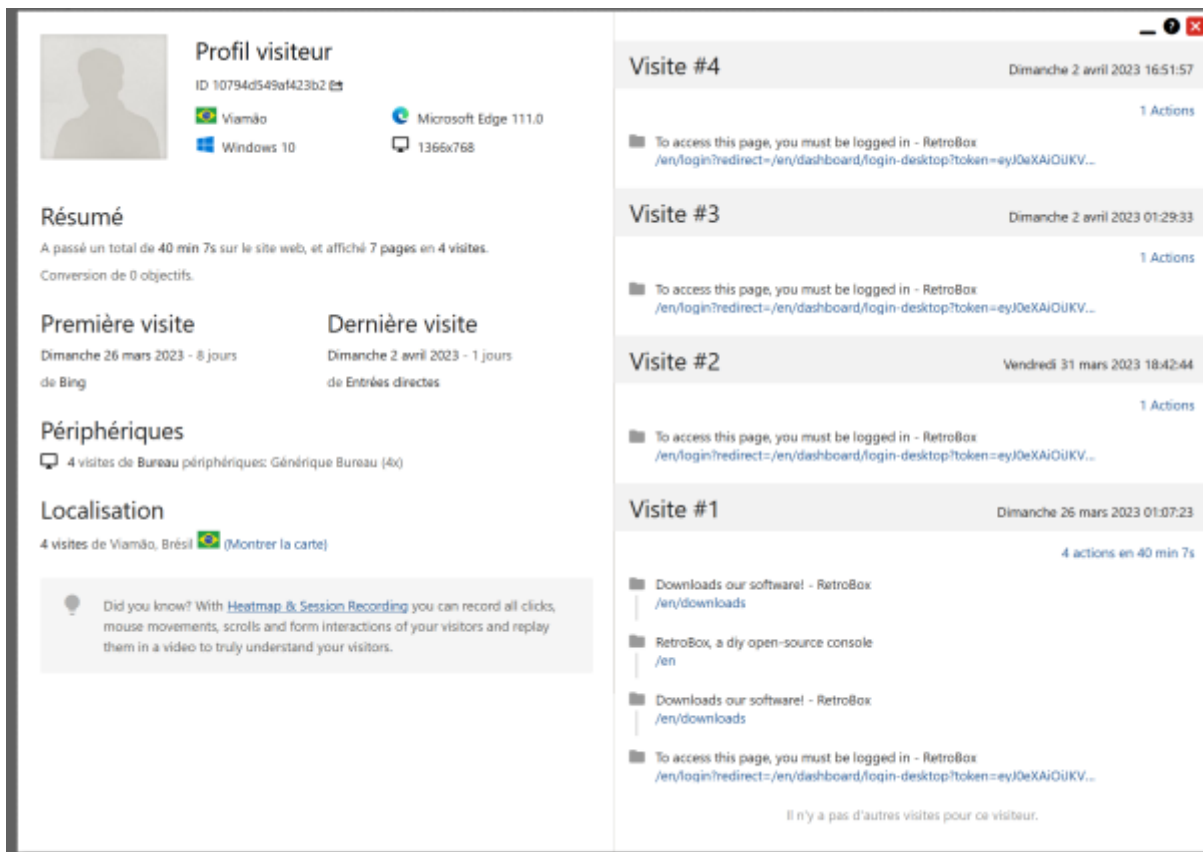 Profil visiteur
ID 10794d549af423b2
Viamão
Microsoft Edge 111.0
Windows 10
1366x768
Résumé
A passé un total de 40 min 7s sur le site web, et affiché 7 pages en 4 visites.
Conversion de 0 objectifs.
Première visite
Dernière visite
Dimanche 26 mars 2023 - 8 jours
Dimanche 2 avril 2023 - 1 jours
de Bing
de Entrées directes
Périphériques
4 visites de Bureau périphériques: Générique Bureau (4x)
Localisation
4 visites de Viamão, Brésil (Montrer la carte)
Did you know? With Heatmap & Session Recording you can record all clicks,
mouse movements, scrolls and form interactions of your visitors and replay
them in a video to truly understand your visitors.
Visite #4
Dimanche 2 avril 2023 16:51:57
1 Actions
To access this page, you must be logged in - RetroBox
/en/login?redirect=/en/dashboard/login-desktop?token=eyJ0eXAiOiJKV...
Visite #3
Dimanche 2 avril 2023 01:29:33
1 Actions
To access this page, you must be logged in - RetroBox
/en/login?redirect=/en/dashboard/login-desktop?token=eyJ0eXAiOiJKV...
Visite #2
Vendredi 31 mars 2023 18:42:44
1 Actions
To access this page, you must be logged in - RetroBox
/en/login?redirect=/en/dashboard/login-desktop?token=eyJ0eXAiOiJKV...
Visite #1
Dimanche 26 mars 2023 01:07:23
4 actions en 40 min 7s
Downloads our software! - RetroBox
/en/downloads
RetroBox, a diy open-source console
/en
Downloads our software! - RetroBox
/en/downloads
To access this page, you must be logged in - RetroBox
/en/login?redirect=/en/dashboard/login-desktop?token=eyJ0eXAiOiJKV...
Il n'y a pas d'autres visites pour ce visiteur.